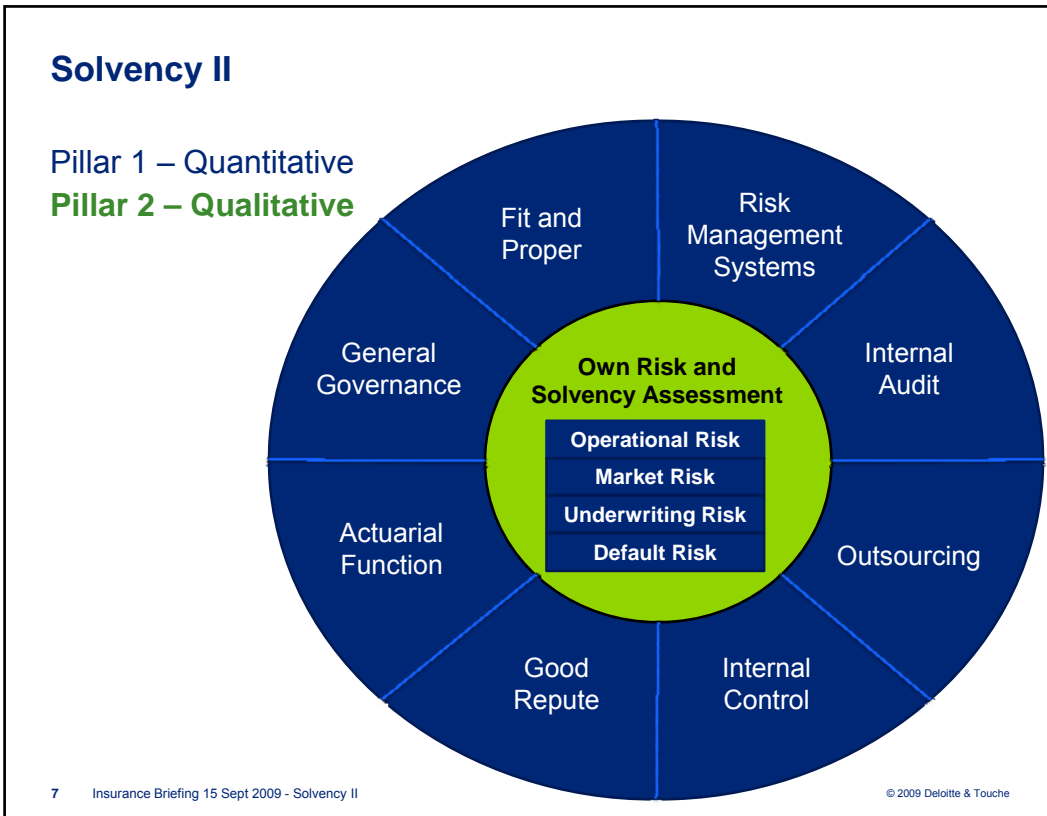 Solvency II
Pillar 1 – Quantitative
Pillar 2 – Qualitative
Fit and
Proper
Risk
Management
Systems
General
Governance
Internal
Audit
Own Risk and
Solvency Assessment
Operational Risk
Market Risk
Underwriting Risk
Default Risk
Actuarial
Function
Outsourcing
Good
Repute
Internal
Control
7 Insurance Briefing 15 Sept 2009 - Solvency II
© 2009 Deloitte & Touche